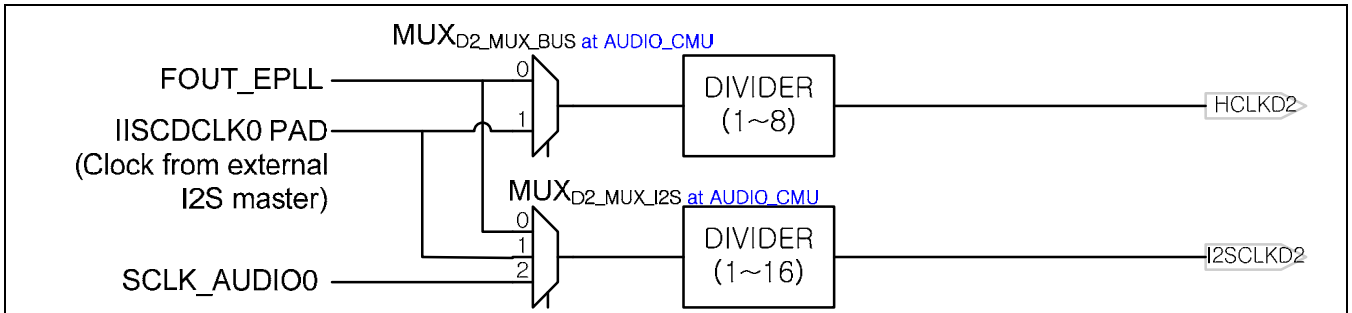 MUXD2_MUX_BUS at AUDIO_CMU
FOUT_EPLL
0
DIVIDER
(1~8)
HCLKD2
IISCDCLK0 PAD
1
(Clock from external
I2S master)
MUXD2_MUX_I2S at AUDIO_CMU
0
1
DIVIDER
(1~16)
I2SCLKD2
SCLK_AUDIO0
2